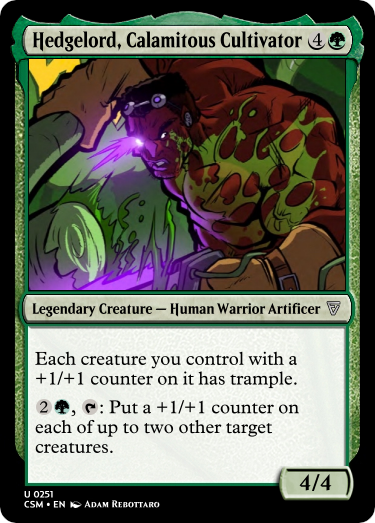 Hedgelord, Calamitous Cultivator 4
Legendary Creature — Human Warrior Artificer
Each creature you control with a
+1/+1 counter on it has trample.
2 , : Put a +1/+1 counter on
each of up to two other target
creatures.
4/4
U 0251
CSM • EN Adam Rebottaro